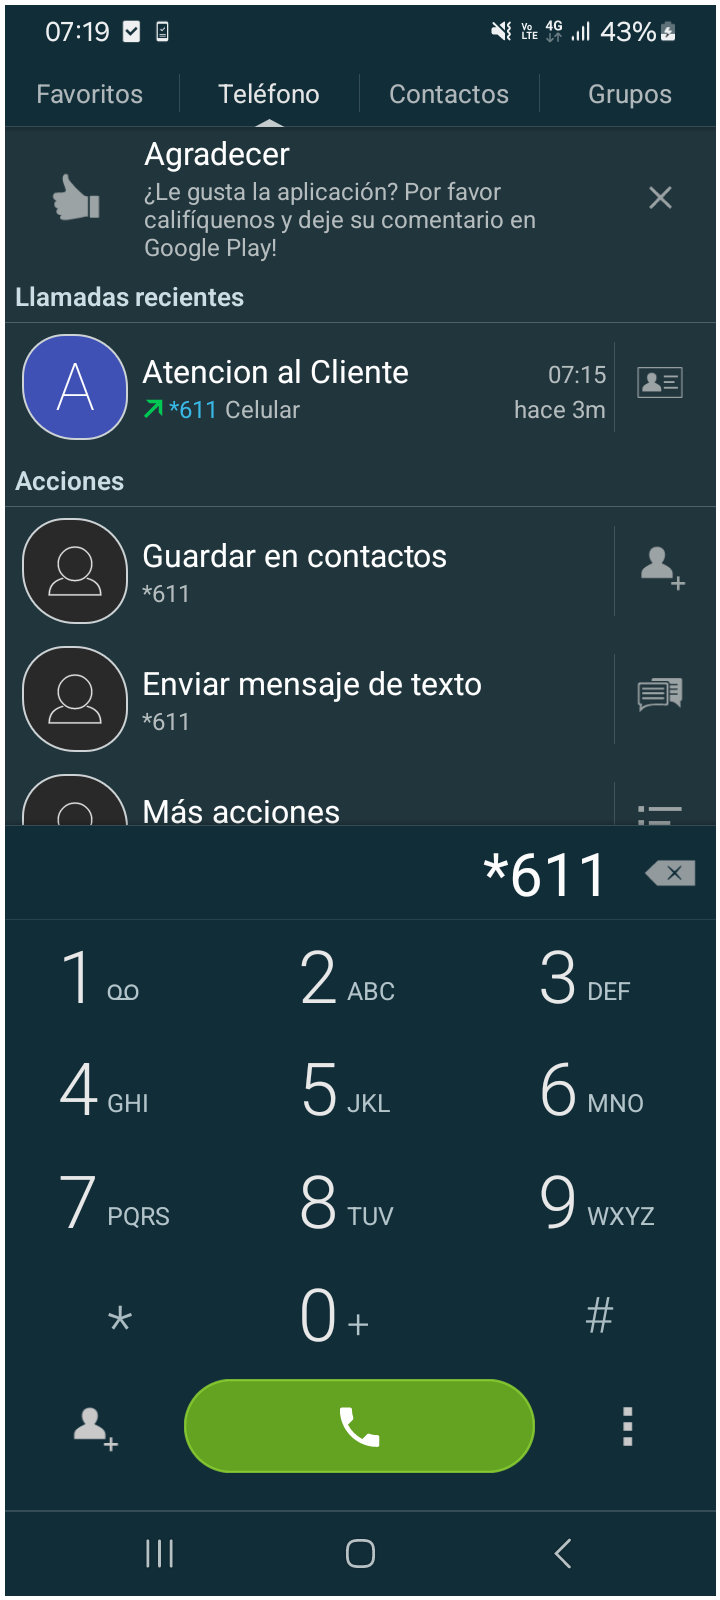 07:19 Vo LTE 4G 43%
Favoritos Teléfono Contactos Grupos
Agradecer
¿Le gusta la aplicación? Por favor
califíquenos y deje su comentario en
Google Play!
Llamadas recientes
A Atencion al Cliente 07:15
*611 Celular hace 3m
Acciones
Guardar en contactos
*611
Enviar mensaje de texto
*611
Más acciones
*611
1 2 ABC 3 DEF
4 GHI 5 JKL 6 MNO
7 PQRS 8 TUV 9 WXYZ
* 0 + #